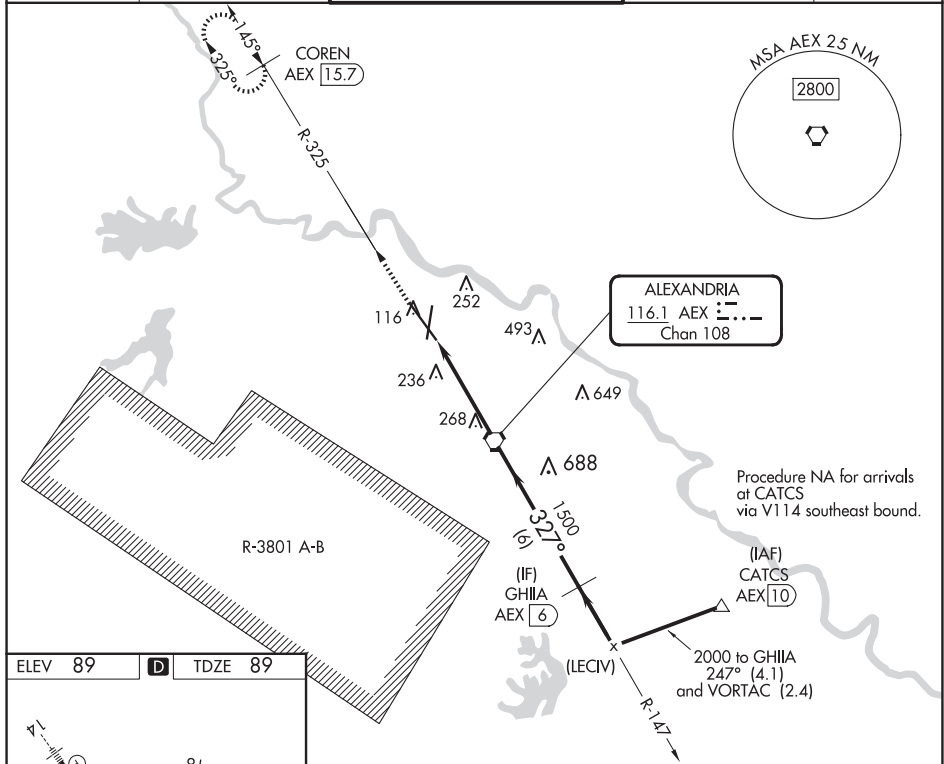 145°
325°
COREN
AEX 15.7
R-325
MSA AEX 25 NM
2800
ALEXANDRIA
116.1 AEX
Chan 108
252
116
493
236
649
268
688
Procedure NA for arrivals
at CATCS
via V114 southeast bound.
1500
327°
(6)
R-3801 A-B
(IF)
GHIIA
AEX 6
(IAF)
CATCS
AEX 10
(LECIV)
2000 to GHIIA
247° (4.1)
and VORTAC (2.4)
R-147
ELEV 89
D
TDZE 89
14